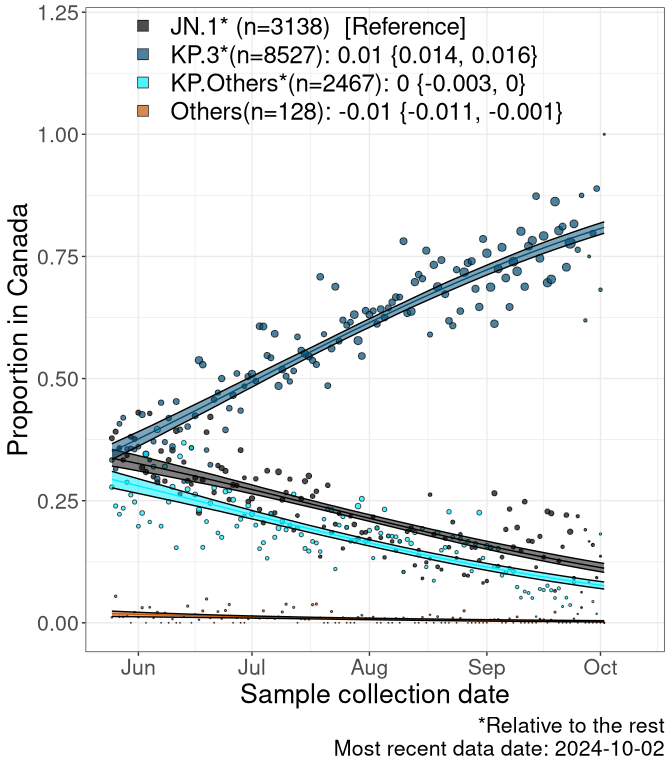 JN.1* (n=3138)  [Reference]
KP.3*(n=8527): 0.01 {0.014, 0.016}
KP.Others*(n=2467): 0 {-0.003, 0}
Others(n=128): -0.01 {-0.011, -0.001}
1.25
1.00
0.75
0.50
0.25
0.00
Proportion in Canada
Jun Jul Aug Sep Oct
Sample collection date
*Relative to the rest
Most recent data date: 2024-10-02